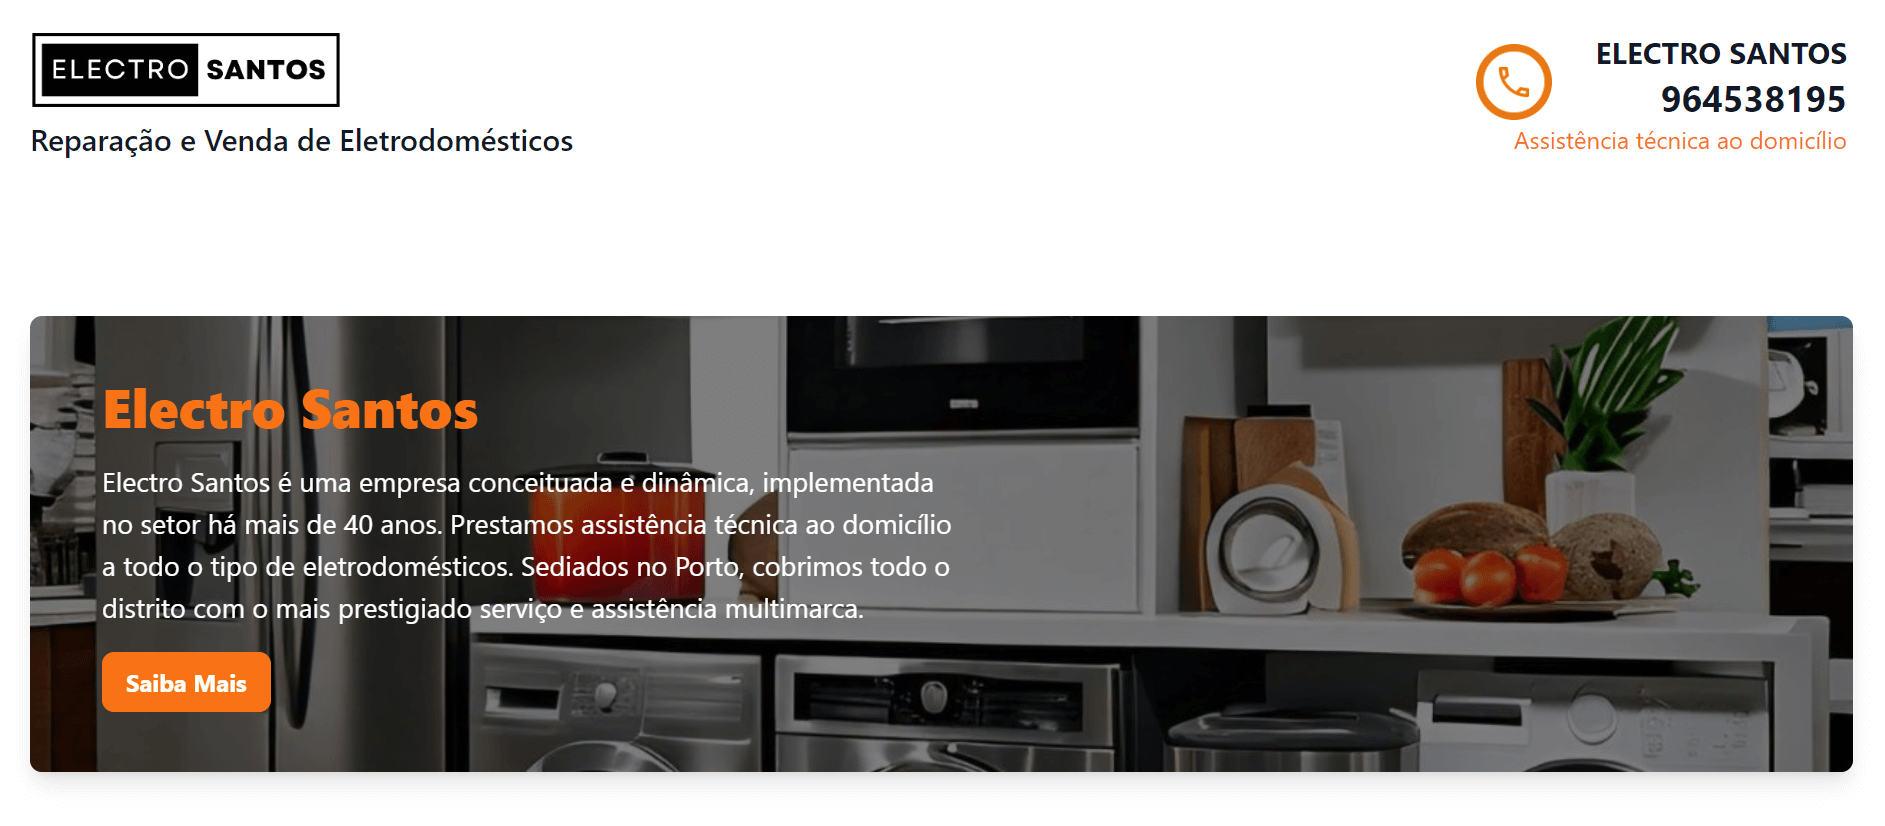 ELECTRO SANTOS
Reparação e Venda de Eletrodomésticos
ELECTRO SANTOS
964538195
Assistência técnica ao domicílio
Electro Santos
Electro Santos é uma empresa conceituada e dinâmica, implementada
no setor há mais de 40 anos. Prestamos assistência técnica ao domicílio
a todo o tipo de eletrodomésticos. Sediados no Porto, cobrimos todo o
distrito com o mais prestigiado serviço e assistência multimarca.
Saiba Mais